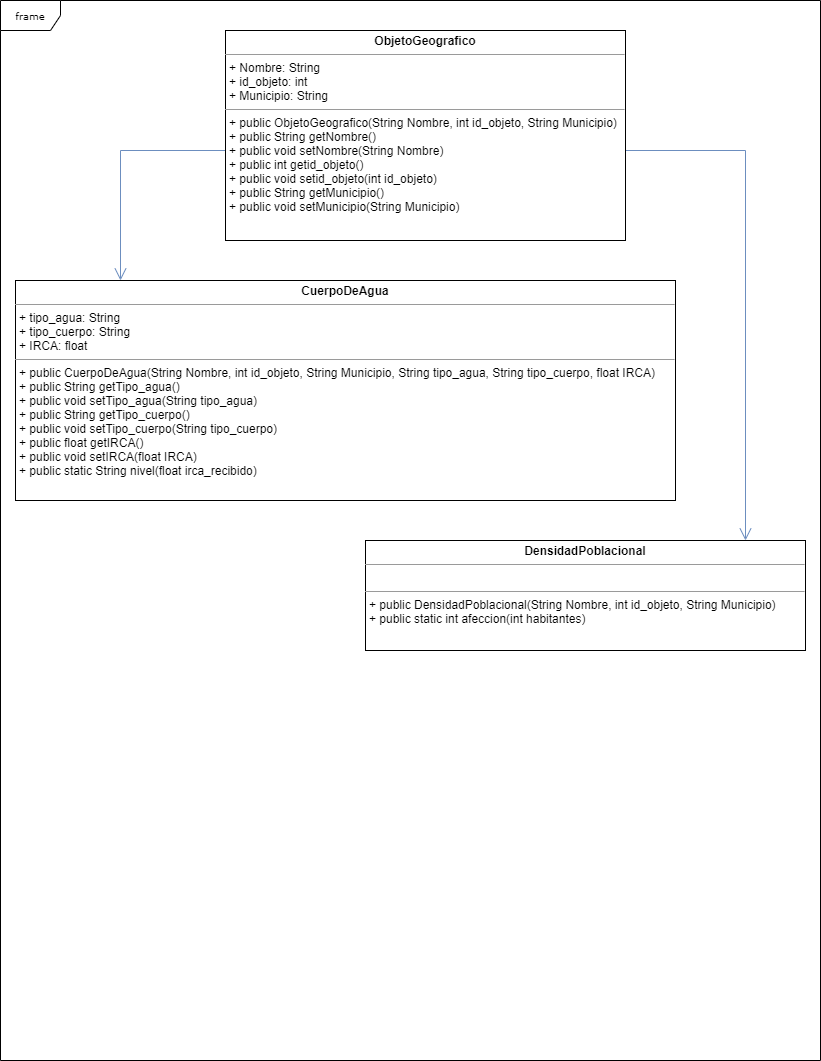 frame
ObjetoGeografico
+ Nombre: String
+ id_objeto: int
+ Municipio: String
+ public ObjetoGeografico(String Nombre, int id_objeto, String Municipio)
+ public String getNombre()
+ public void setNombre(String Nombre)
+ public int getid_objeto()
+ public void setid_objeto(int id_objeto)
+ public String getMunicipio()
+ public void setMunicipio(String Municipio)
CuerpoDeAgua
+ tipo_agua: String
+ tipo_cuerpo: String
+ IRCA: float
+ public CuerpoDeAgua(String Nombre, int id_objeto, String Municipio, String tipo_agua, String tipo_cuerpo, float IRCA)
+ public String getTipo_agua()
+ public void setTipo_agua(String tipo_agua)
+ public String getTipo_cuerpo()
+ public void setTipo_cuerpo(String tipo_cuerpo)
+ public float getIRCA()
+ public void setIRCA(float IRCA)
+ public static String nivel(float irca_recibido)
DensidadPoblacional
+ public DensidadPoblacional(String Nombre, int id_objeto, String Municipio)
+ public static int afeccion(int habitantes)